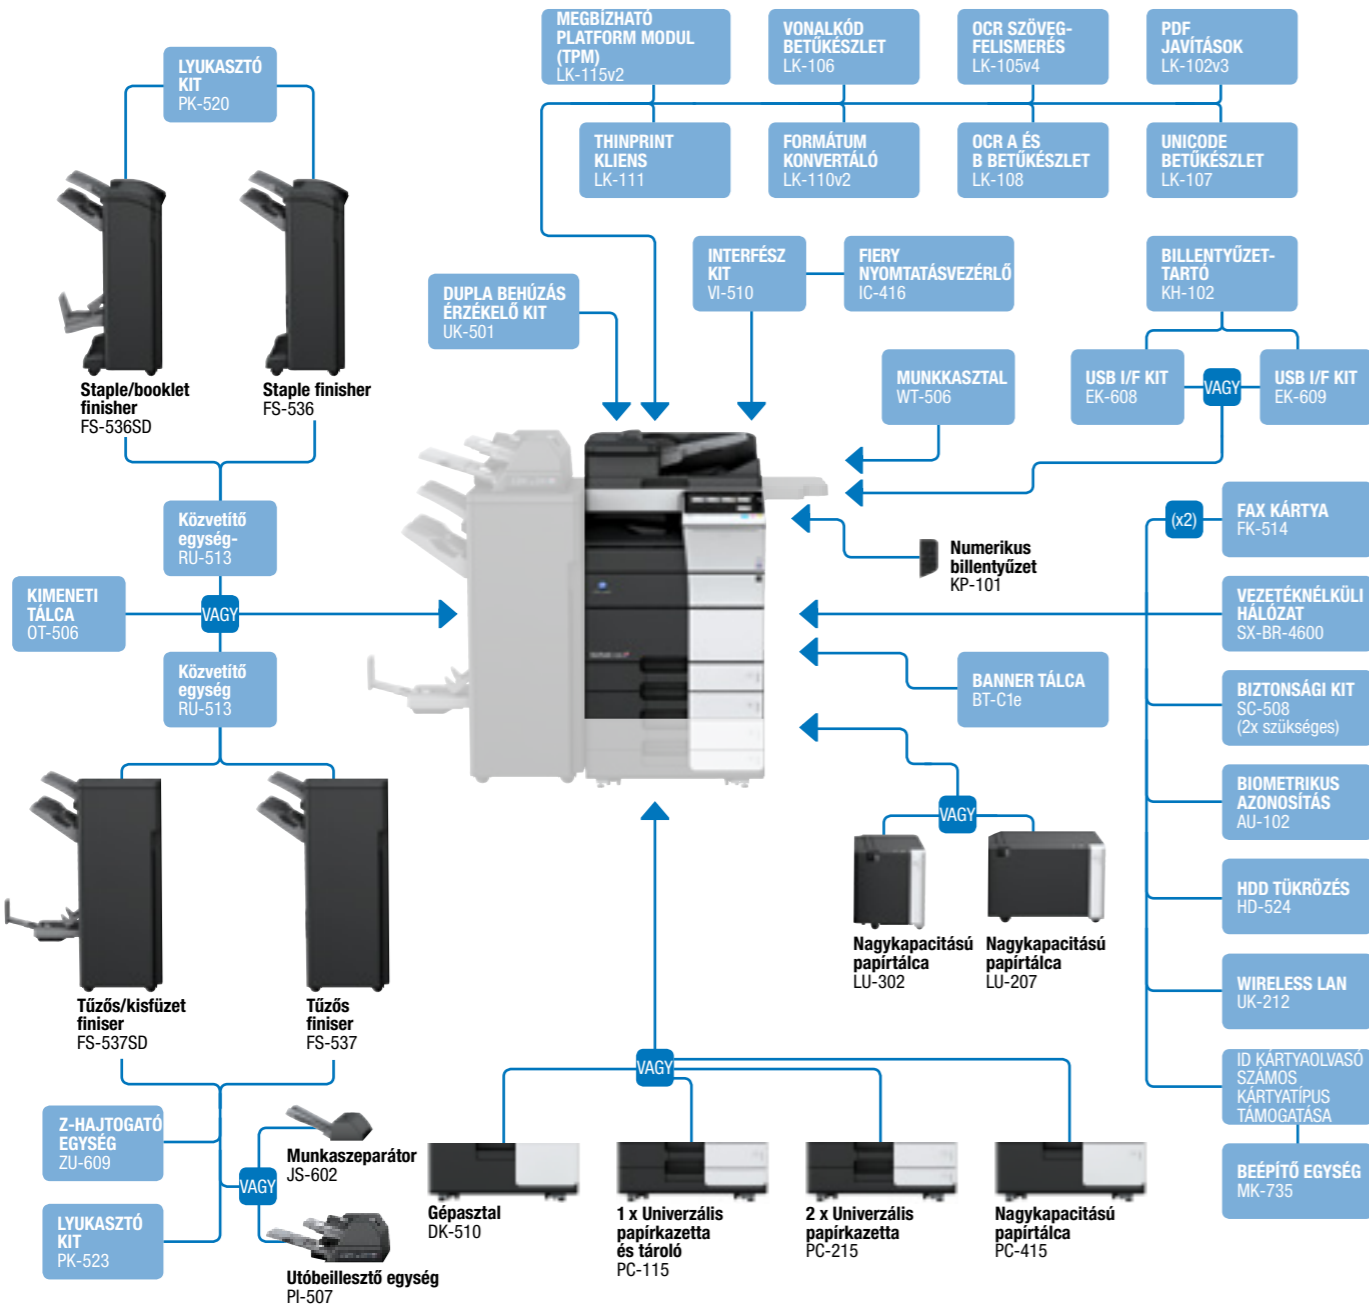 MEGBÍZHATÓ
PLATFORM MODUL
(TPM)
LK-115v2
VONALKÓD
BETŰKÉSZLET
LK-106
OCR SZÖVEG-
FELISMERÉS
LK-105v4
PDF
JAVÍTÁSOK
LK-102v3
LYUKASZTÓ
KIT
PK-520
THINPRINT
KLIENS
LK-111
FORMÁTUM
KONVERTÁLÓ
LK-110v2
OCR A ÉS
B BETŰKÉSZLET
LK-108
UNICODE
BETŰKÉSZLET
LK-107
INTERFÉSZ
KIT
VI-510
FIERY
NYOMTATÁSVEZÉRLŐ
IC-416
BILLENTYŰZET-
TARTÓ
KH-102
DUPLA BEHÚZÁS
ÉRZÉKELŐ KIT
UK-501
Staple/booklet
finisher
FS-536SD
Staple finisher
FS-536
MUNKKASZTAL
WT-506
USB I/F KIT
EK-608
VAGY
USB I/F KIT
EK-609
Közvetítő
egység-
RU-513
(x2)
FAX KÁRTYA
FK-514
Numerikus
billentyűzet
KP-101
KIMENETI
TÁLCA
OT-506
VAGY
VEZETÉKNÉLKÜLI
HÁLÓZAT
SX-BR-4600
Közvetítő
egység
RU-513
BANNER TÁLCA
BT-C1e
BIZTONSÁGI KIT
SC-508
(2x szükséges)
BIOMETRIKUS
AZONOSÍTÁS
AU-102
VAGY
HDD TÜKRÖZÉS
HD-524
Nagykapacitású
papírtálca
LU-302
Nagykapacitású
papírtálca
LU-207
WIRELESS LAN
UK-212
Tűzős/kisfüzet
finiser
FS-537SD
Tűzős
finiser
FS-537
VAGY
ID KÁRTYAOLVASÓ
SZÁMOS
KÁRTYATÍPUS
TÁMOGATÁSA
Z-HAJTOGATÓ
EGYSÉG
ZU-609
Munkaszeparátor
JS-602
VAGY
BEÉPÍTŐ EGYSÉG
MK-735
LYUKASZTÓ
KIT
PK-523
Utóbeillesztő egység
PI-507
Gépasztal
DK-510
1 x Univerzális
papírkazetta
és tároló
PC-115
2 x Univerzális
papírkazetta
PC-215
Nagykapacitású
papírtálca
PC-415